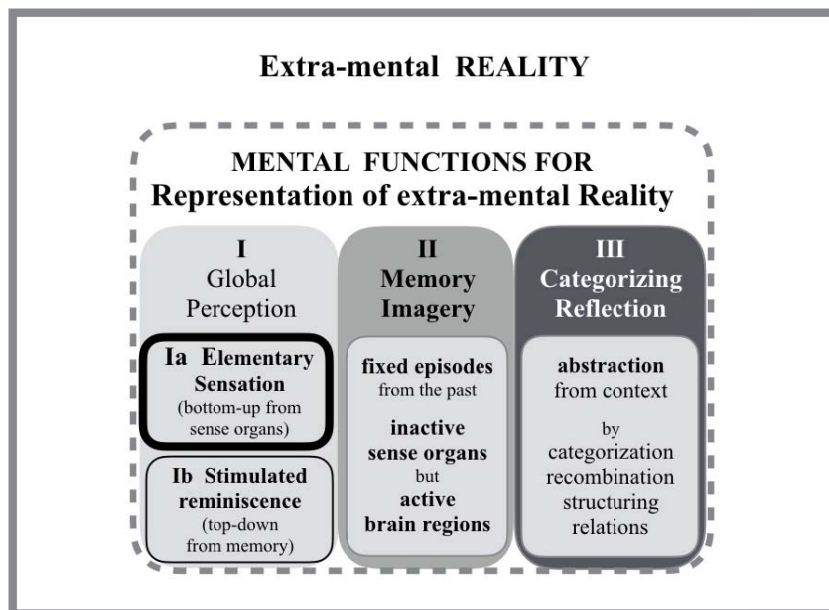 Extra-mental REALITY
MENTAL FUNCTIONS FOR
Representation of extra-mental Reality
I
Global
Perception
Ia Elementary
Sensation
(bottom-up from
sense organs)
Ib Stimulated
reminiscence
(top-down
from memory)
II
Memory
Imagery
fixed episodes
from the past
inactive
sense organs
but
active
brain regions
III
Categorizing
Reflection
abstraction
from context
by
categorization
recombination
structuring
relations